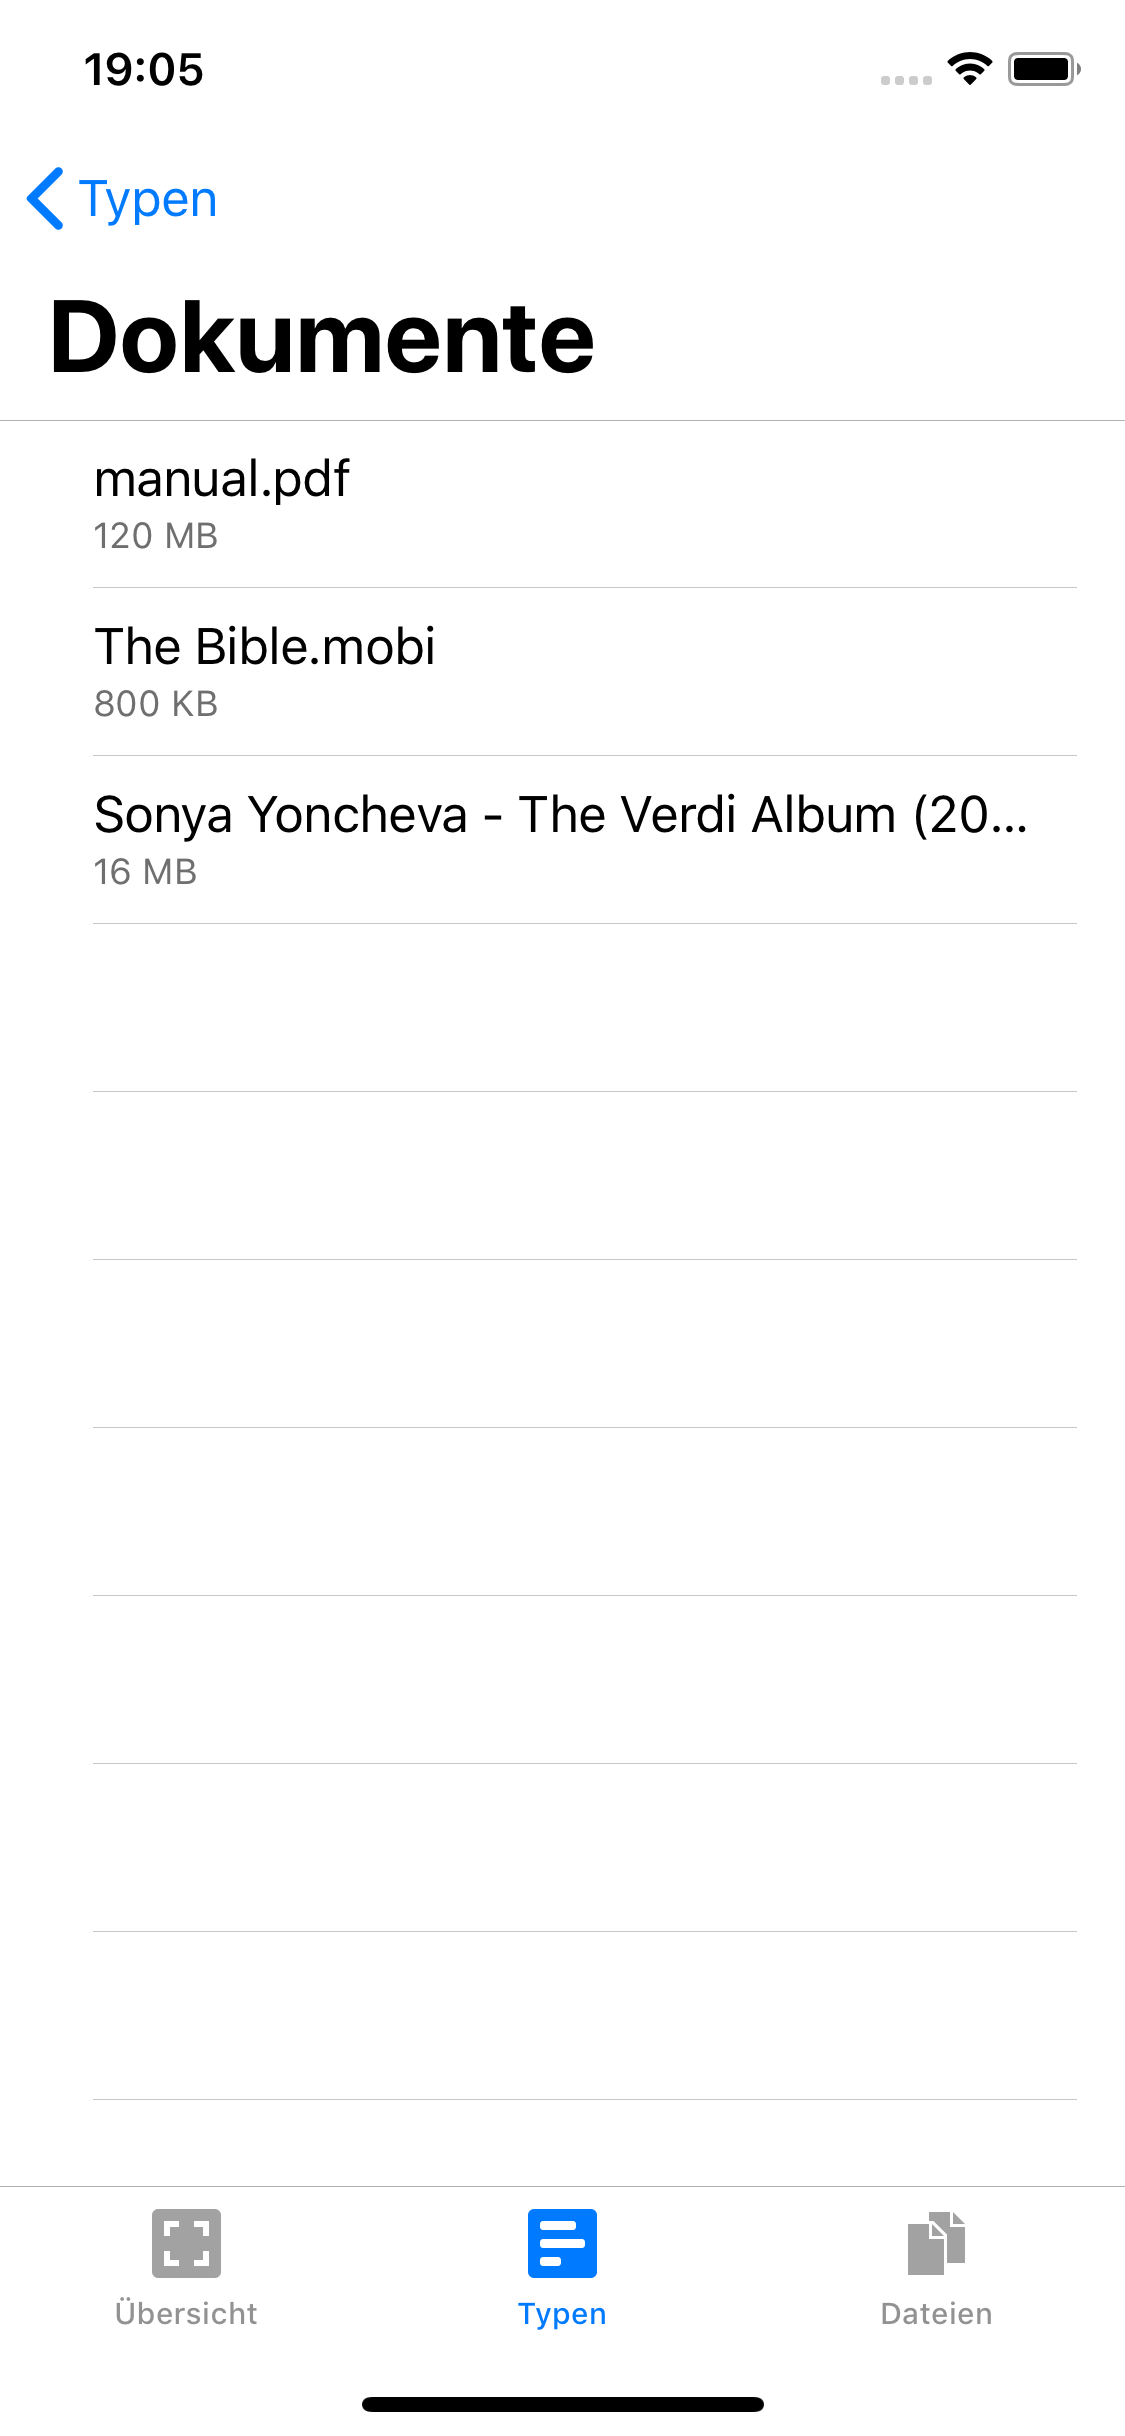 19:05
Typen
Dokumente
manual.pdf
120 MB
The Bible.mobi
800 KB
Sonya Yoncheva - The Verdi Album (20...
16 MB
Übersicht
Typen
Dateien